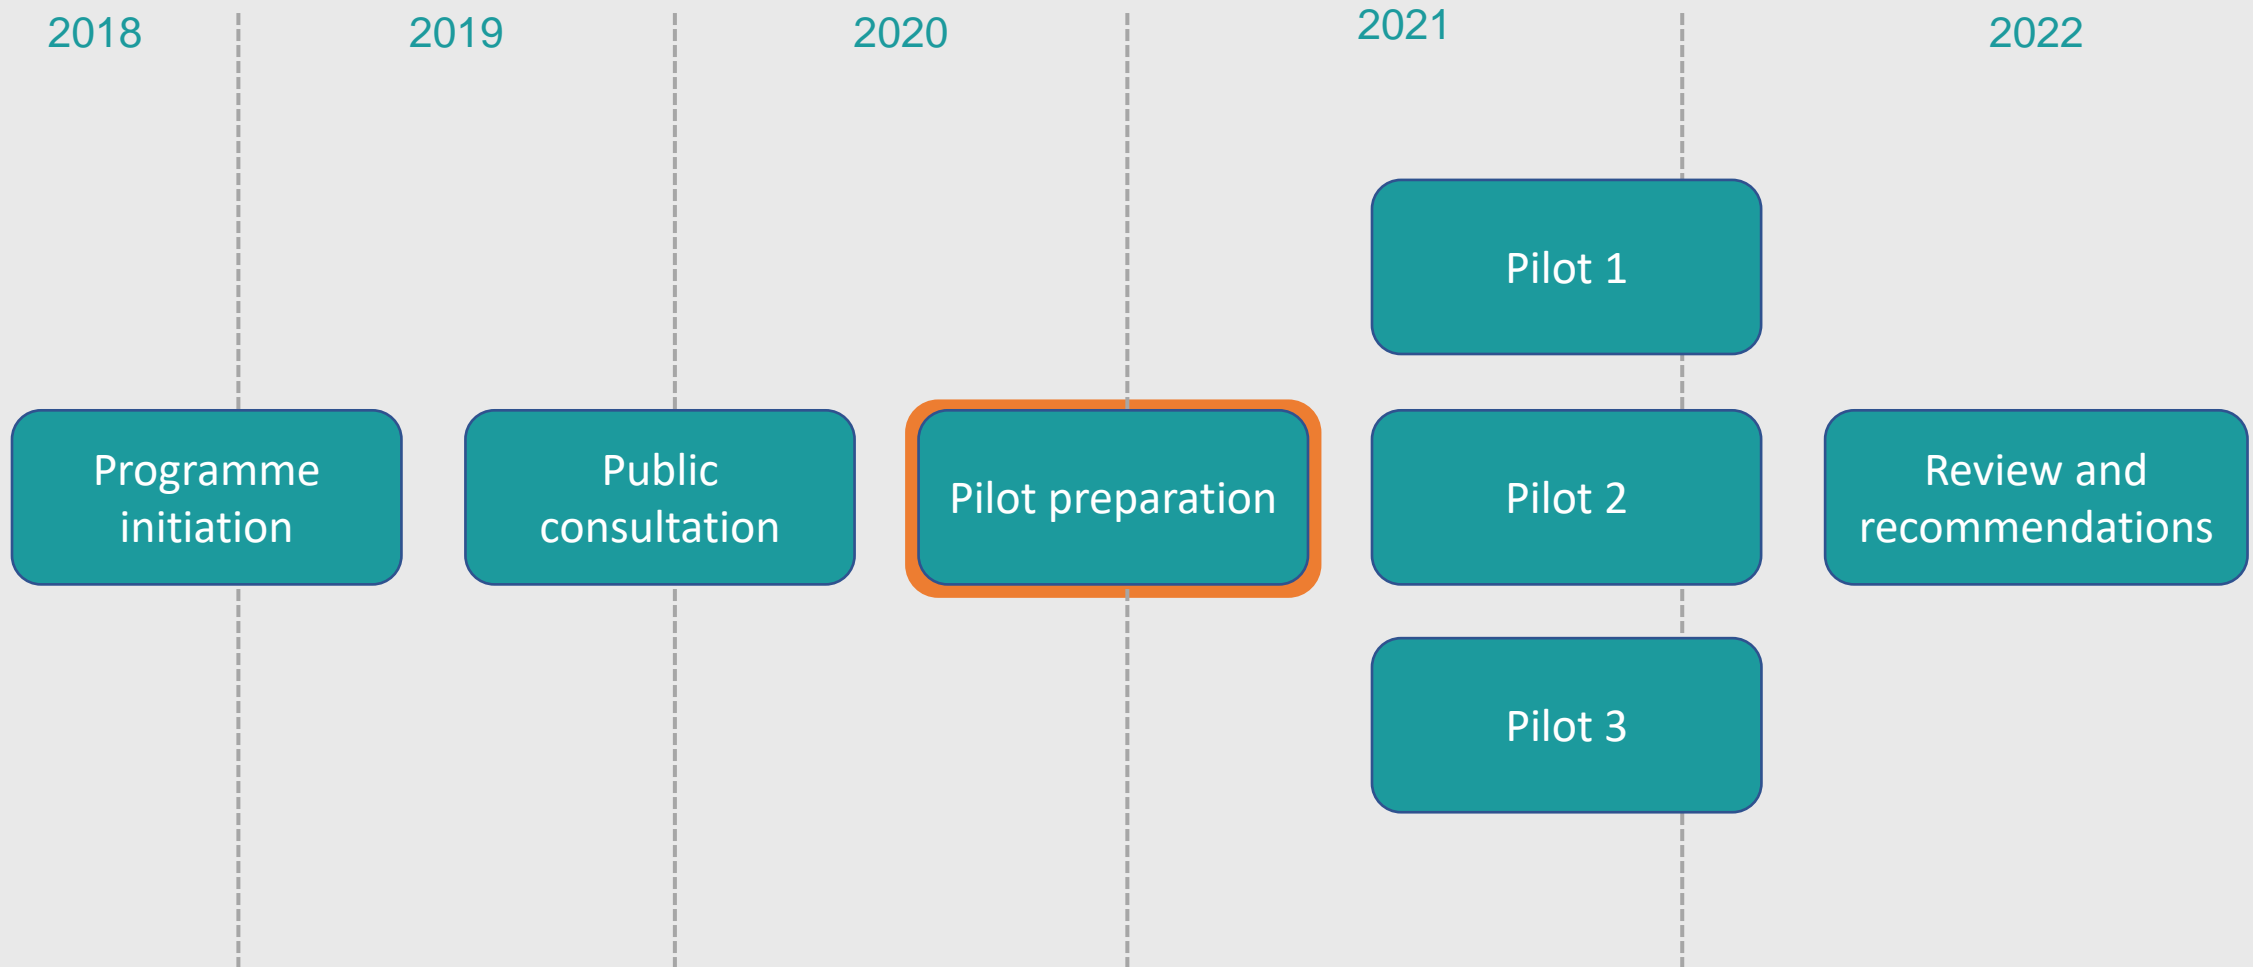 2018
2019
2020
2021
2022
Programme
initiation
Public
consultation
Pilot preparation
Pilot 1
Pilot 2
Pilot 3
Review and
recommendations